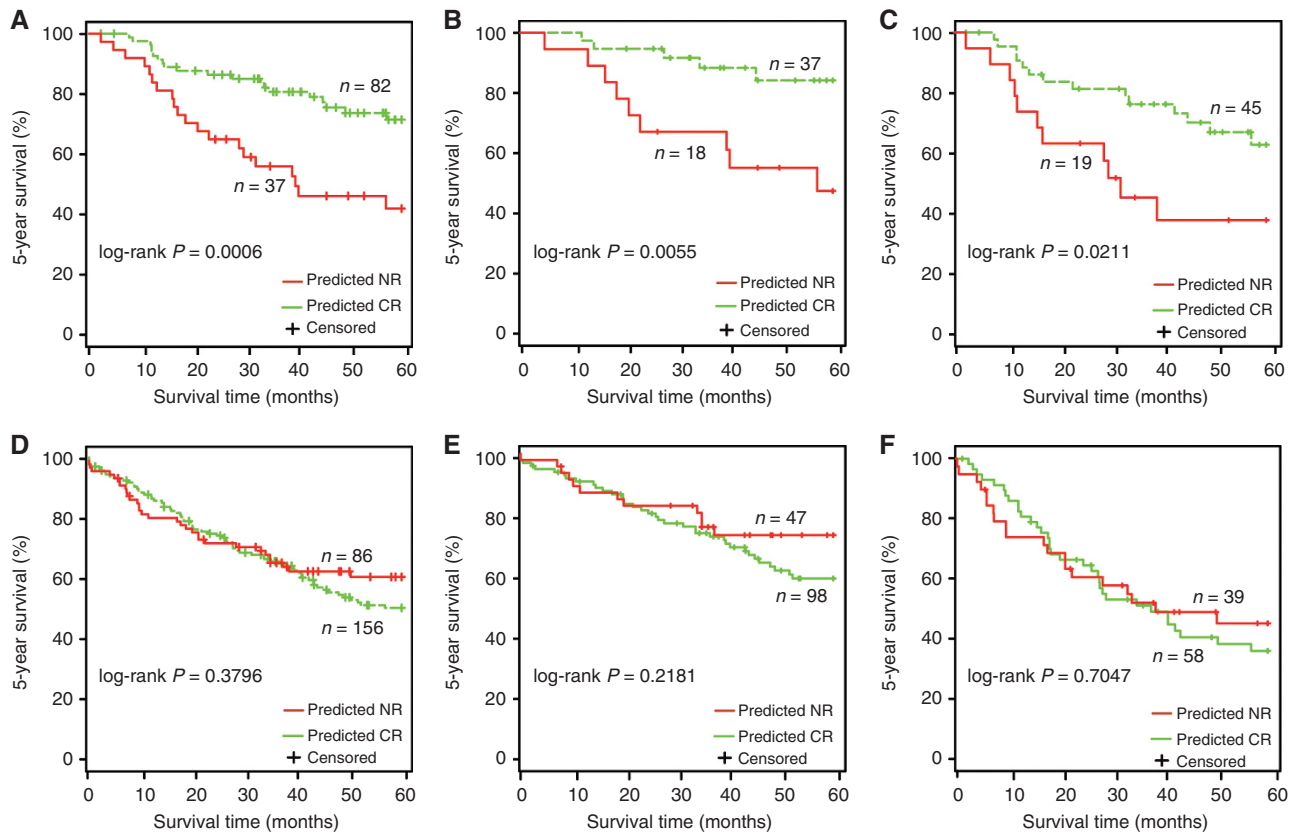 A
5-year survival (%)
100
80
60
40
20
0
n = 82
n = 37
log-rank P = 0.0006
Predicted NR
Predicted CR
Censored
0 10 20 30 40 50 60
Survival time (months)
B
5-year survival (%)
100
80
60
40
20
0
n = 37
n = 18
log-rank P = 0.0055
Predicted NR
Predicted CR
Censored
0 10 20 30 40 50 60
Survival time (months)
C
5-year survival (%)
100
80
60
40
20
0
n = 45
n = 19
log-rank P = 0.0211
Predicted NR
Predicted CR
Censored
0 10 20 30 40 50 60
Survival time (months)
D
5-year survival (%)
100
80
60
40
20
0
n = 86
n = 156
log-rank P = 0.3796
Predicted NR
Predicted CR
Censored
0 10 20 30 40 50 60
Survival time (months)
E
5-year survival (%)
100
80
60
40
20
0
n = 47
n = 98
log-rank P = 0.2181
Predicted NR
Predicted CR
Censored
0 10 20 30 40 50 60
Survival time (months)
F
5-year survival (%)
100
80
60
40
20
0
n = 39
n = 58
log-rank P = 0.7047
Predicted NR
Predicted CR
Censored
0 10 20 30 40 50 60
Survival time (months)